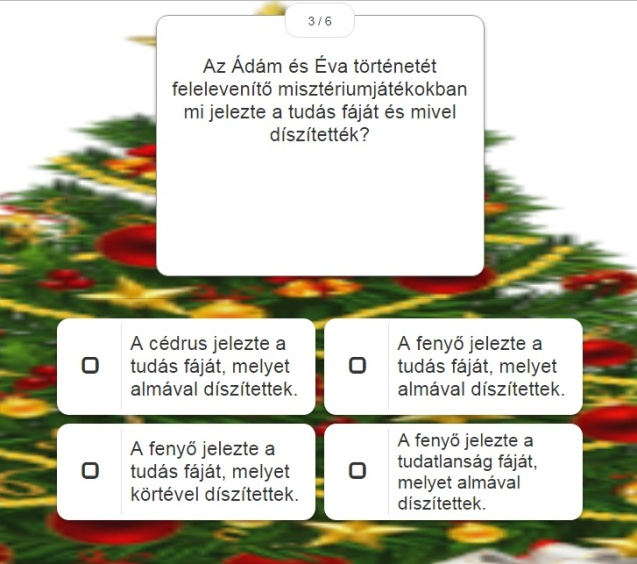 3 / 6
Az Ádám és Éva történetét
felelevenítő misztériumjátékokban
mi jelezte a tudás fáját és mivel
díszítették?
A cédrus jelezte a
tudás fáját, melyet
almával díszítettek.
A fenyő jelezte a
tudás fáját, melyet
almával díszítettek.
A fenyő jelezte a
tudás fáját, melyet
körtével díszítettek.
A fenyő jelezte a
tudatlanság fáját,
melyet almával
díszítettek.